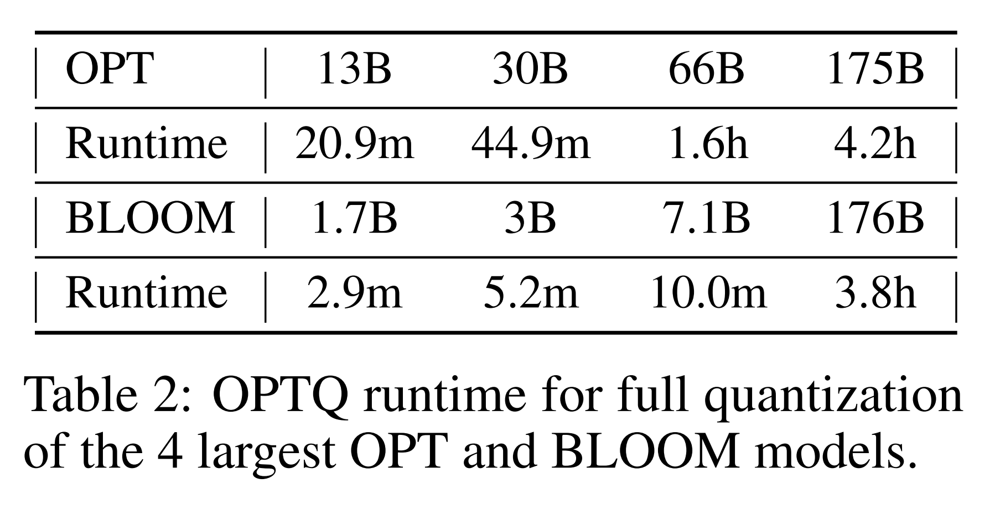 OPT 13B 30B 66B 175B
Runtime 20.9m 44.9m 1.6h 4.2h
BLOOM 1.7B 3B 7.1B 176B
Runtime 2.9m 5.2m 10.0m 3.8h
Table 2: OPTQ runtime for full quantization
of the 4 largest OPT and BLOOM models.